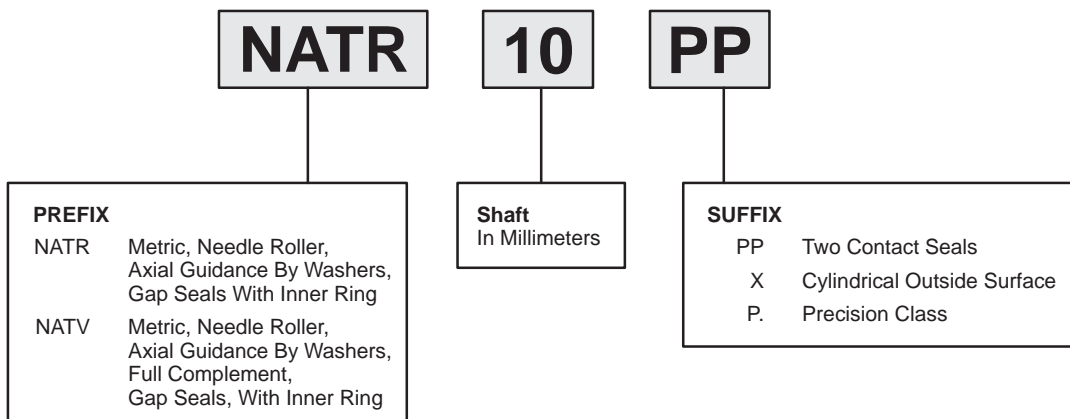 NATR 10 PP
PREFIX
NATR Metric, Needle Roller,
Axial Guidance By Washers,
Gap Seals With Inner Ring
NATV Metric, Needle Roller,
Axial Guidance By Washers,
Full Complement,
Gap Seals, With Inner Ring
Shaft
In Millimeters
SUFFIX
PP Two Contact Seals
X Cylindrical Outside Surface
P. Precision Class